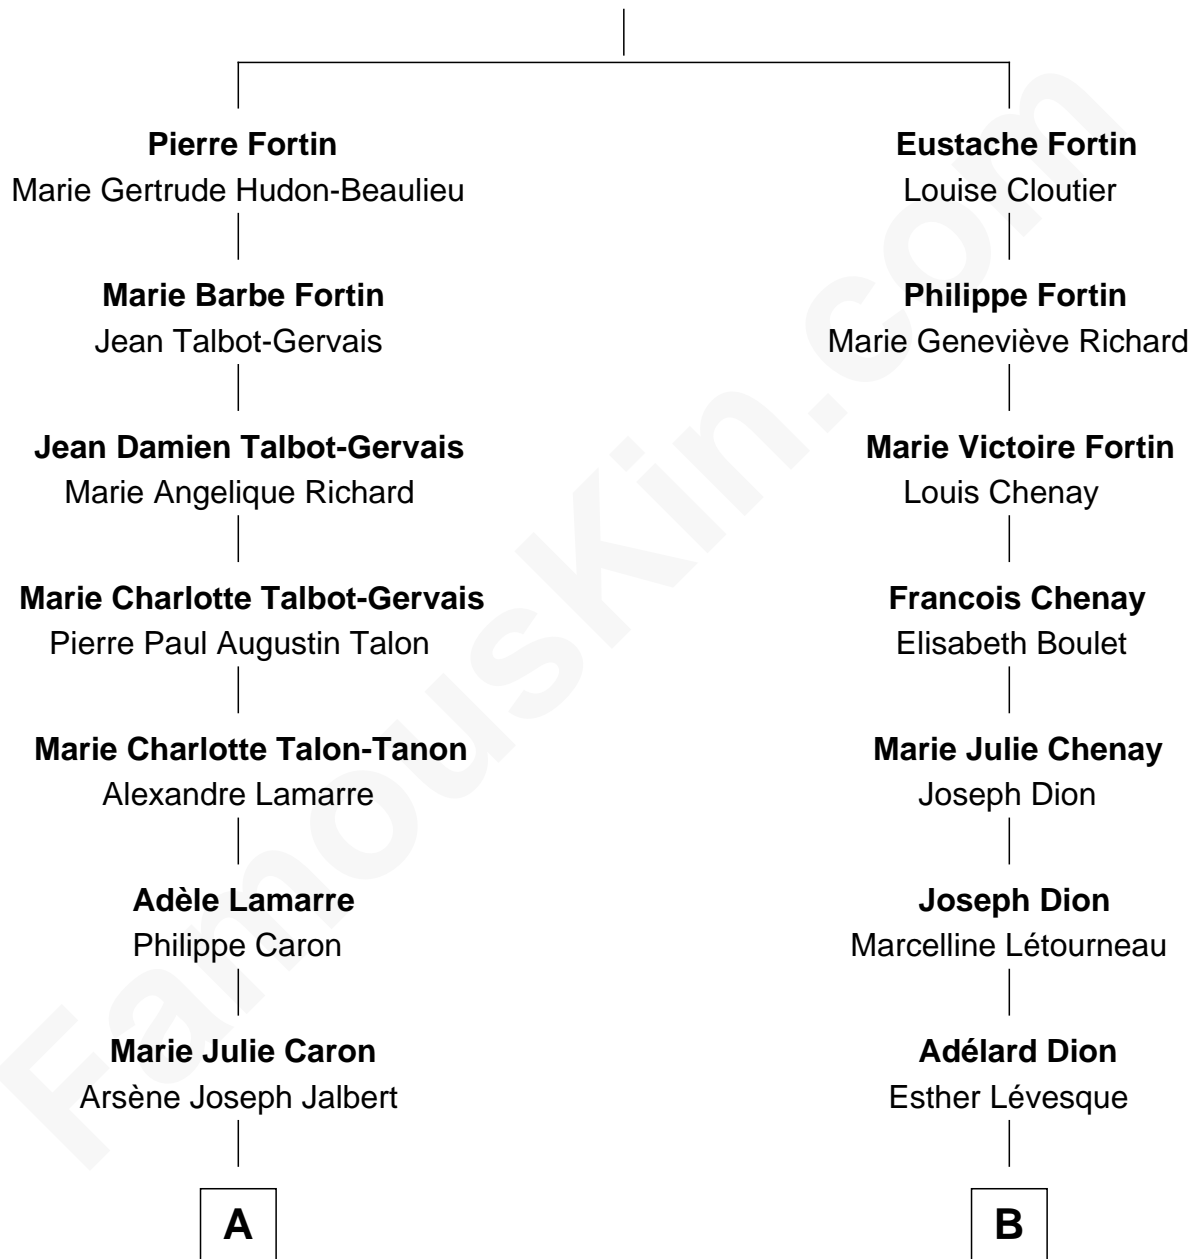 Pierre Fortin
Marie Gertrude Hudon-Beaulieu
Marie Barbe Fortin
Jean Talbot-Gervais
Jean Damien Talbot-Gervais
Marie Angelique Richard
Marie Charlotte Talbot-Gervais
Pierre Paul Augustin Talon
Marie Charlotte Talon-Tanon
Alexandre Lamarre
Adèle Lamarre
Philippe Caron
Marie Julie Caron
Arsène Joseph Jalbert
A
Eustache Fortin
Louise Cloutier
Philippe Fortin
Marie Geneviève Richard
Marie Victoire Fortin
Louis Chenay
Francois Chenay
Elisabeth Boulet
Marie Julie Chenay
Joseph Dion
Joseph Dion
Marcelline Létourneau
Adélard Dion
Esther Lévesque
B
FamousKin.com